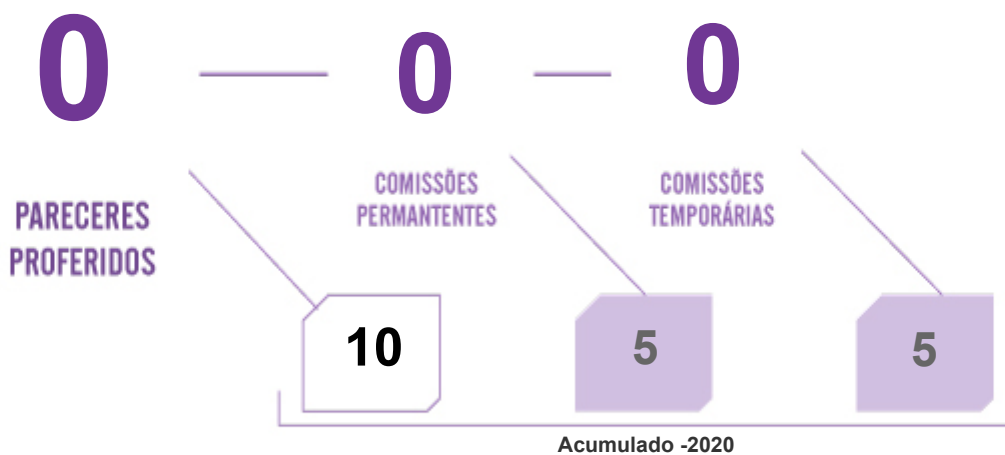 0
0
0
PARECERES
PROFERIDOS
COMISSÕES
PERMANTENTES
COMISSÕES
TEMPORÁRIAS
10
5
5
Acumulado -2020